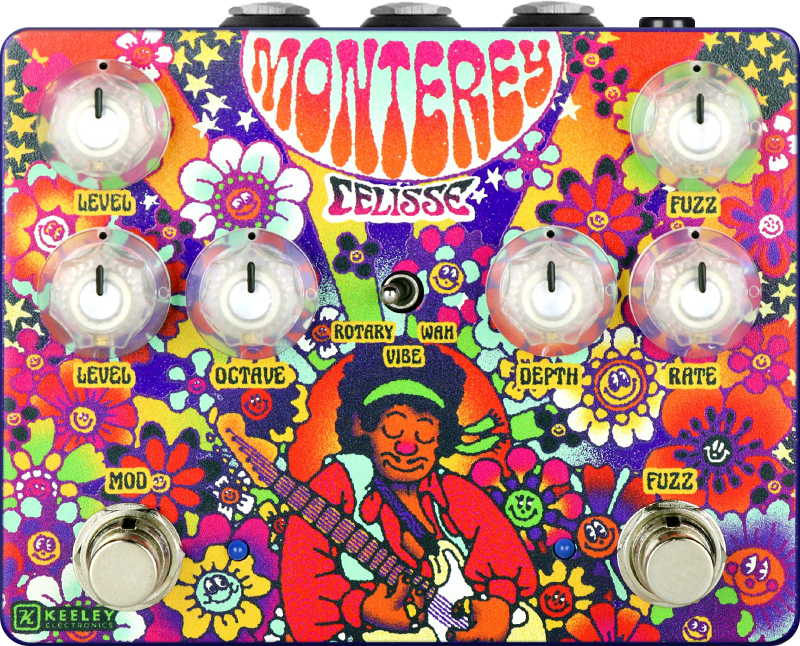 MONTEREY
CELISSE
LEVEL
FUZZ
ROTARY WAH
VIBE
LEVEL
OCTAVE
DEPTH
RATE
MOD
FUZZ
KEELEY
ELECTRONICS